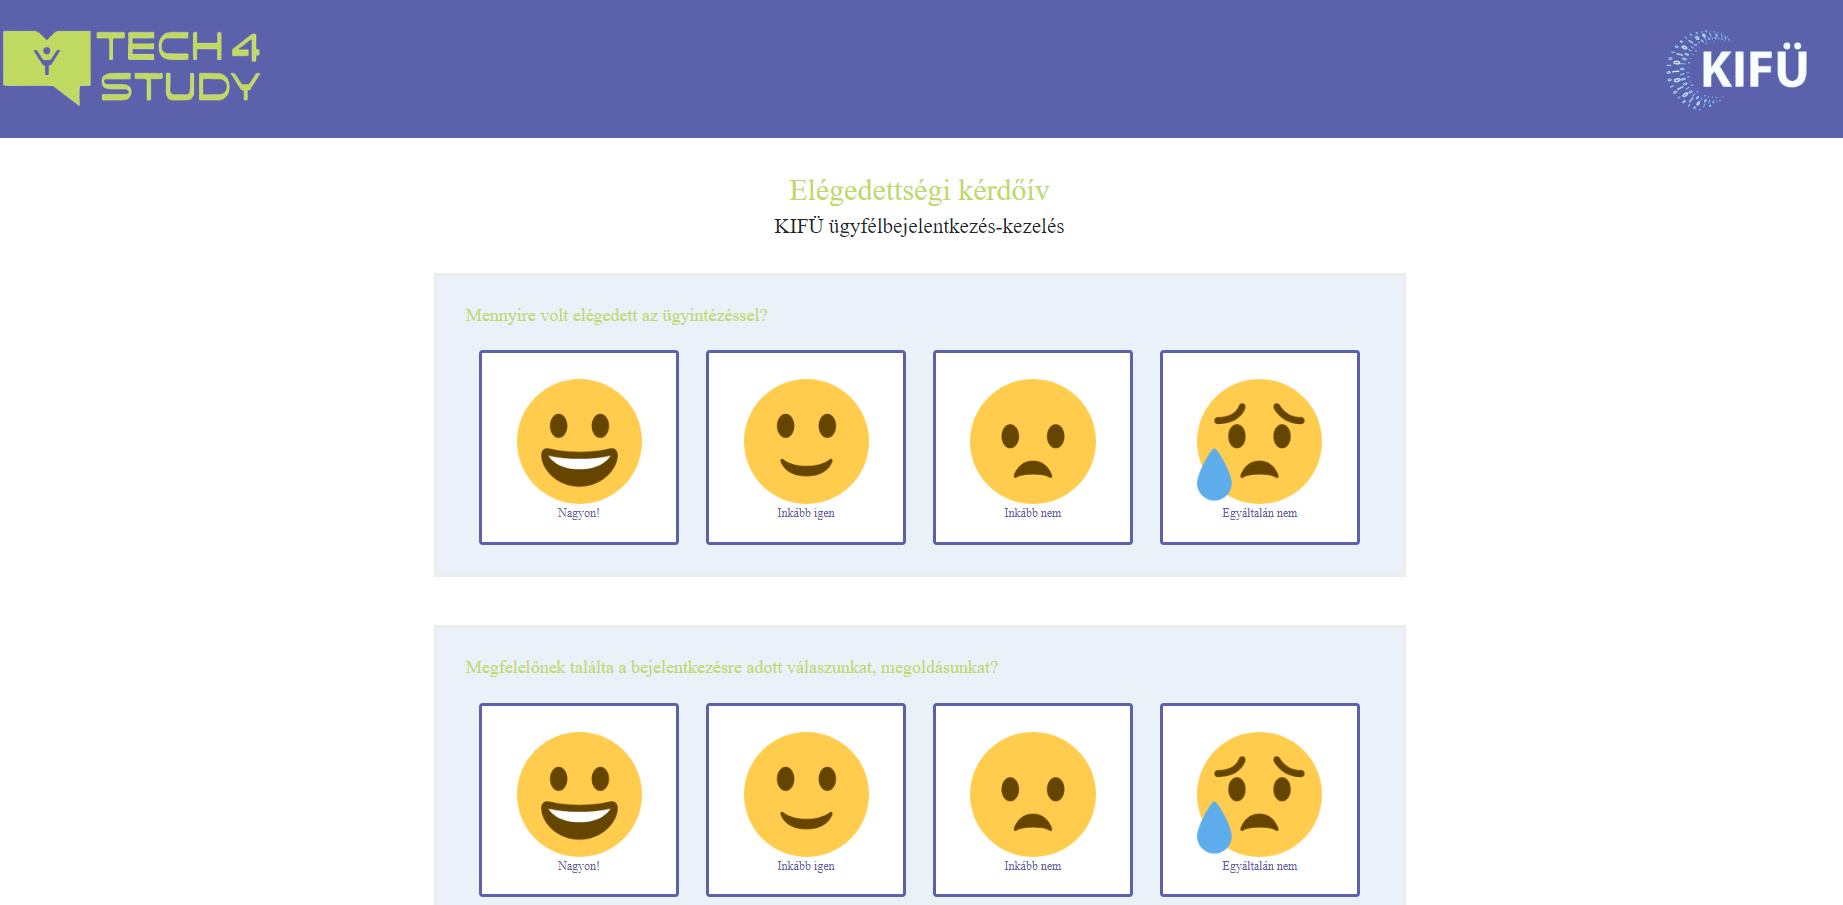 TECH 4
STUDY
KIFÜ
Elégedettségi kérdőív
KIFÜ ügyfélbejelentkezés-kezelés
Mennyire volt elégedett az ügyintézéssel?
Nagyon!
Inkább igen
Inkább nem
Egyáltalán nem
Megfelelőnek találta a bejelentkezésre adott válaszunkat, megoldásunkat?
Nagyon!
Inkább igen
Inkább nem
Egyáltalán nem